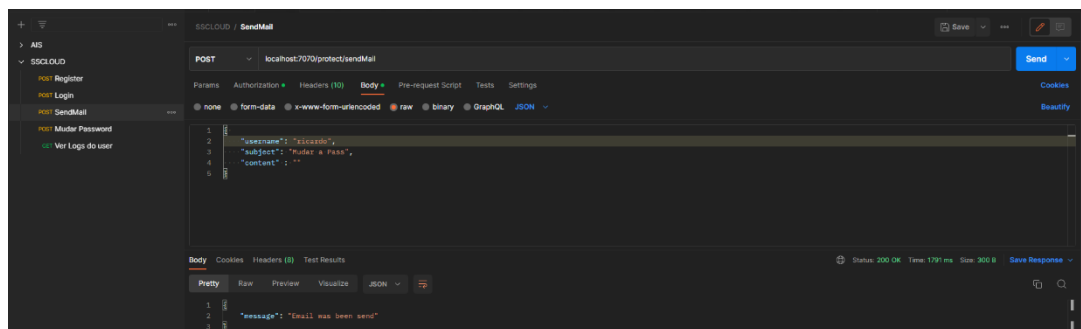 SSCLOUD / SendMail
Save
AIS
SSCLOUD
POST Register
POST Login
POST SendMail
POST Mudar Password
GET Ver Logs do user
POST localhost:7070/protect/sendMail Send
Params Authorization Headers (10) Body Pre-request Script Tests Settings Cookies
none form-data x-www-form-urlencoded raw binary GraphQL JSON Beautify
1 {
2 "username": "ricardo",
3 "subject": "Mudar a Pass",
4 "content" : ""
5 }
Body Cookies Headers (8) Test Results Status: 200 OK Time: 1791 ms Size: 300 B Save Response
Pretty Raw Preview Visualize JSON
1 {
2 "message": "Email was been send"
3 }